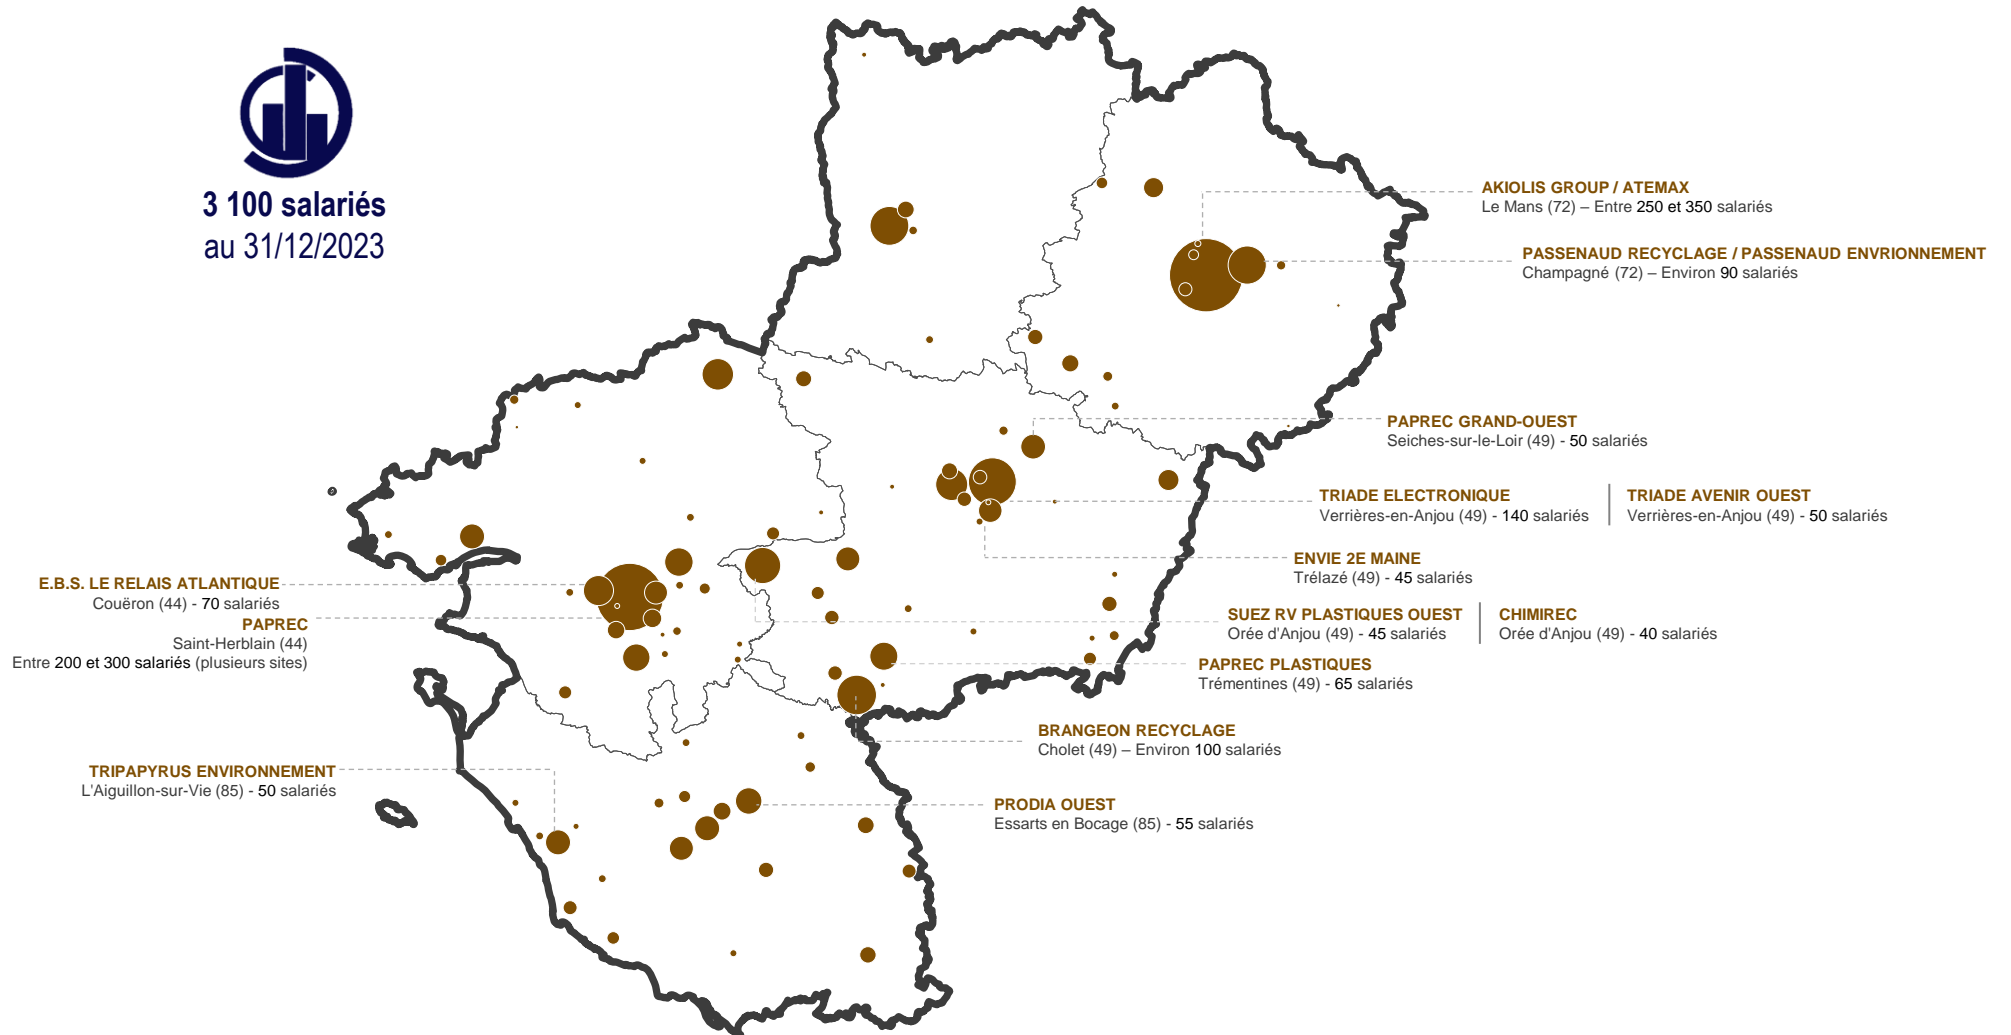 3 100 salariés
au 31/12/2023
AKIOLIS GROUP / ATEMAX
Le Mans (72) – Entre 250 et 350 salariés
PASSENAUD RECYCLAGE / PASSENAUD ENVRIONNEMENT
Champagné (72) – Environ 90 salariés
PAPREC GRAND-OUEST
Seiches-sur-le-Loir (49) - 50 salariés
TRIADE ELECTRONIQUE
Verrières-en-Anjou (49) - 140 salariés
TRIADE AVENIR OUEST
Verrières-en-Anjou (49) - 50 salariés
ENVIE 2E MAINE
Trélazé (49) - 45 salariés
E.B.S. LE RELAIS ATLANTIQUE
Couëron (44) - 70 salariés
PAPREC
Saint-Herblain (44)
Entre 200 et 300 salariés (plusieurs sites)
SUEZ RV PLASTIQUES OUEST
Orée d'Anjou (49) - 45 salariés
CHIMIREC
Orée d'Anjou (49) - 40 salariés
PAPREC PLASTIQUES
Trémentines (49) - 65 salariés
BRANGEON RECYCLAGE
Cholet (49) – Environ 100 salariés
TRIPAPYRUS ENVIRONNEMENT
L'Aiguillon-sur-Vie (85) - 50 salariés
PRODIA OUEST
Essarts en Bocage (85) - 55 salariés